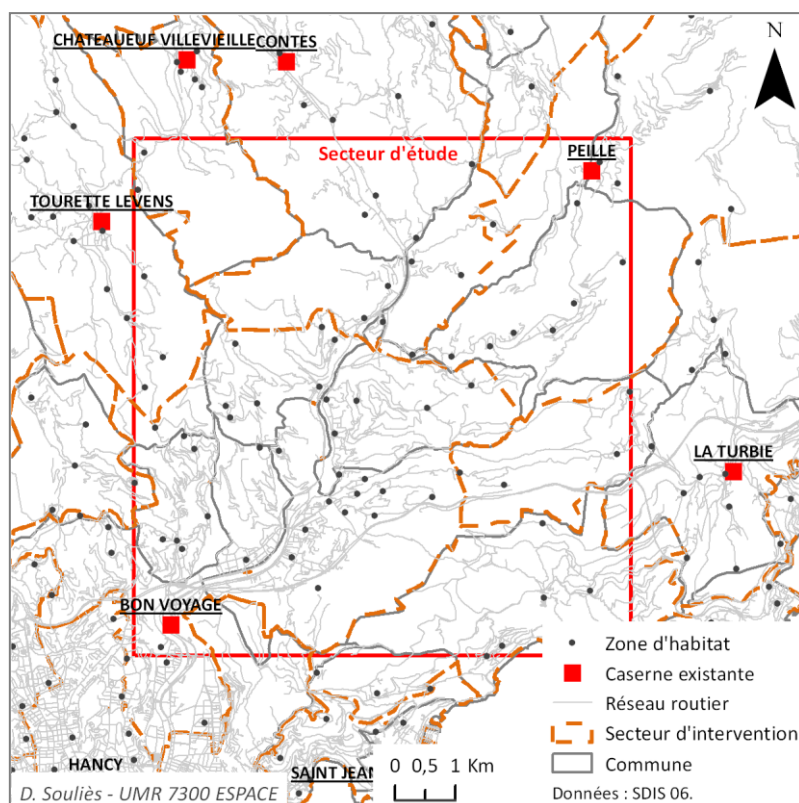 CHATEAUEUF VILLEVIEILLE CONTES
N
Secteur d'étude
PEILLE
TOURETTE LEVENS
LA TURBIE
BON VOYAGE
Zone d'habitat
Caserne existante
Réseau routier
Secteur d'intervention
Commune
HANCY
SAINT JEAN
0 0,5 1 Km
Données : SDIS 06.
D. Souliès - UMR 7300 ESPACE